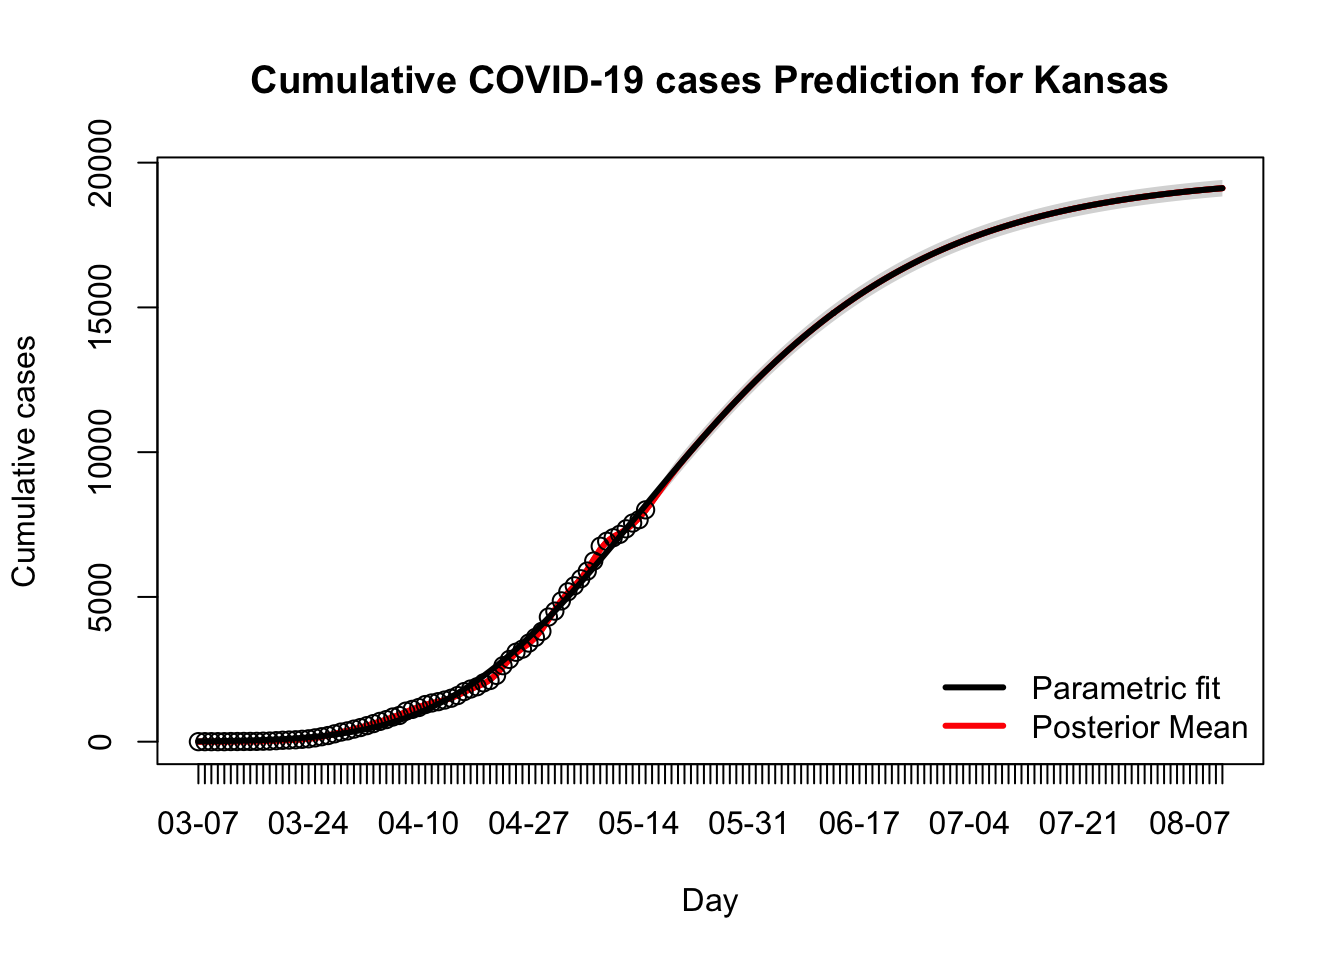 Cumulative COVID-19 cases Prediction for Kansas
Cumulative cases
20000
15000
10000
5000
0
Parametric fit
Posterior Mean
03-07 03-24 04-10 04-27 05-14 05-31 06-17 07-04 07-21 08-07
Day